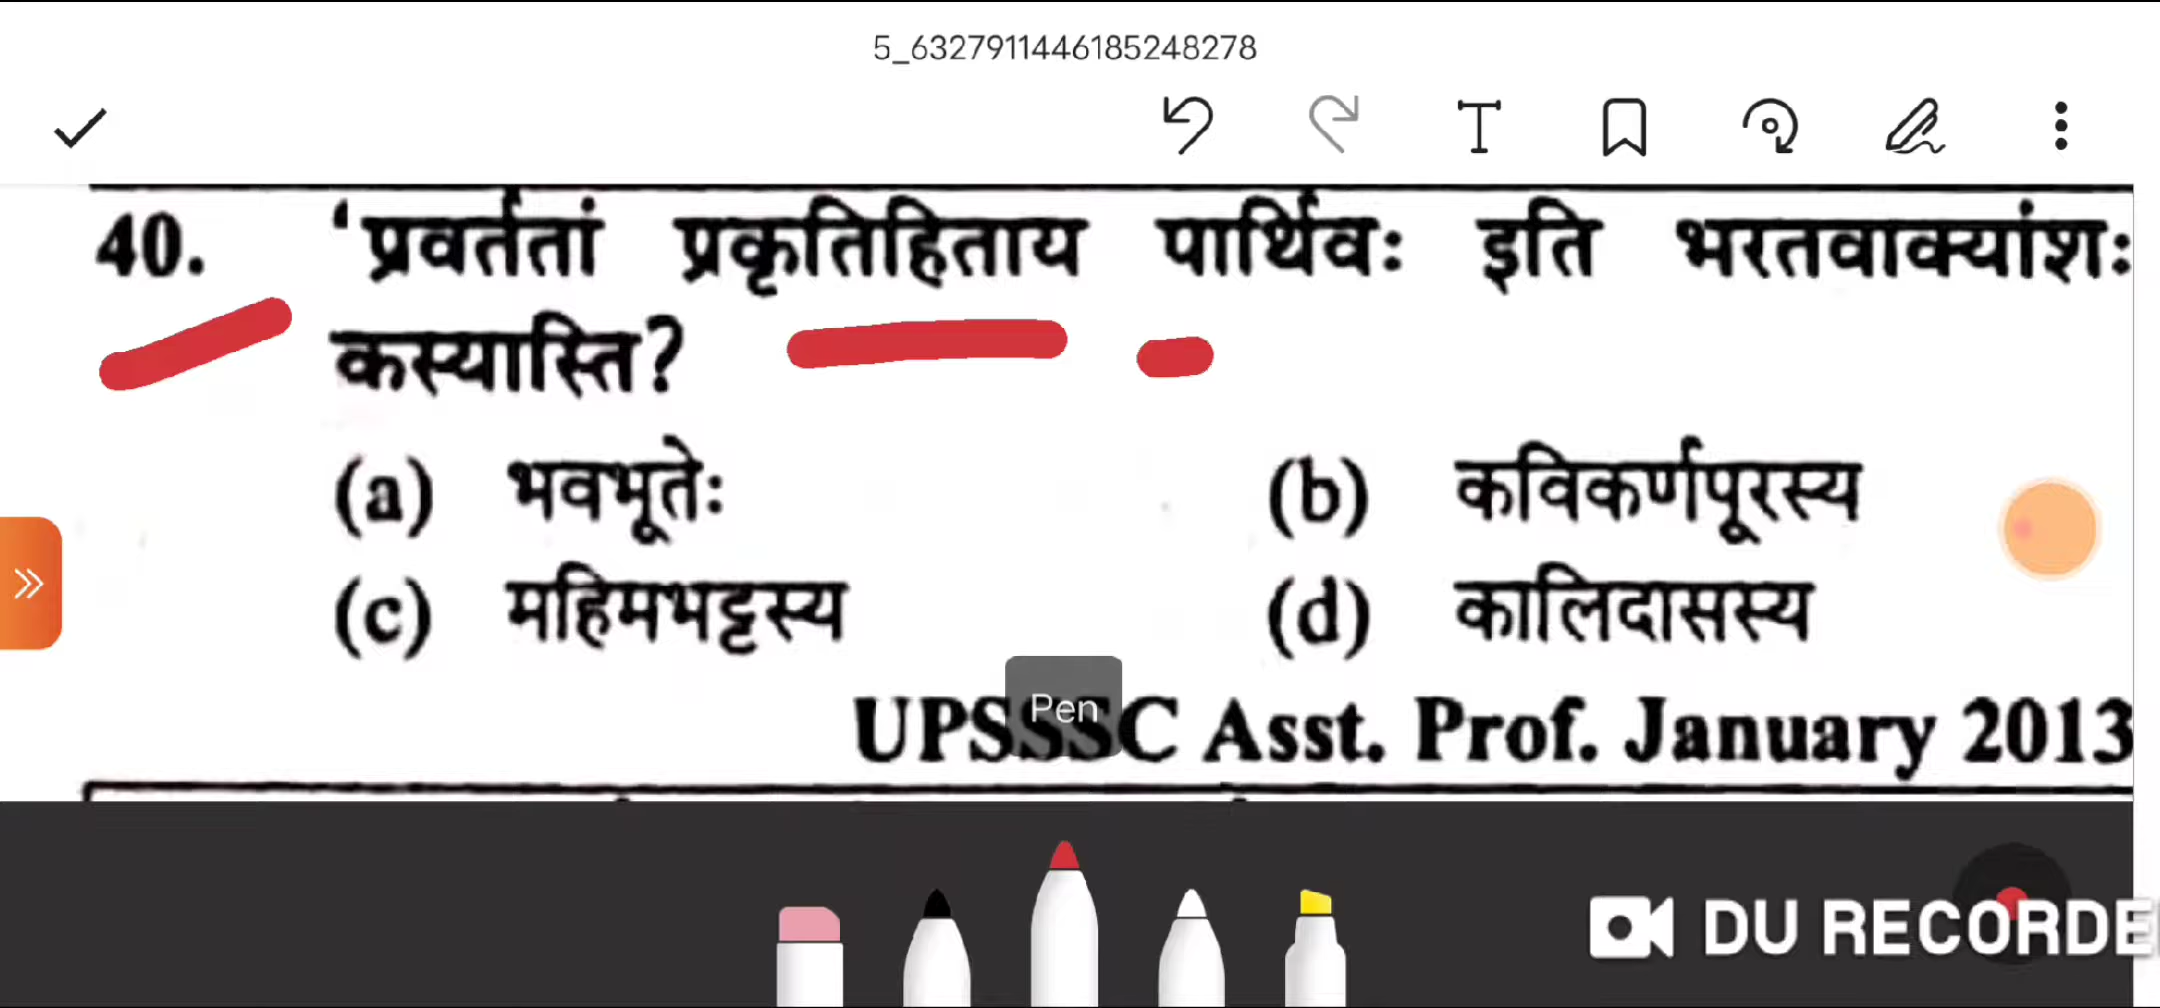 5_6327911446185248278
40. ‘प्रवर्ततां प्रकृतिहिताय पार्थिवः इति भरतवाक्यांशः
कस्यास्ति?
(a) भवभूतेः (b) कविकर्णपूरस्य
(c) महिमभट्टस्य (d) कालिदासस्य
Pen
UPSSSC Asst. Prof. January 2013
DU RECORDE